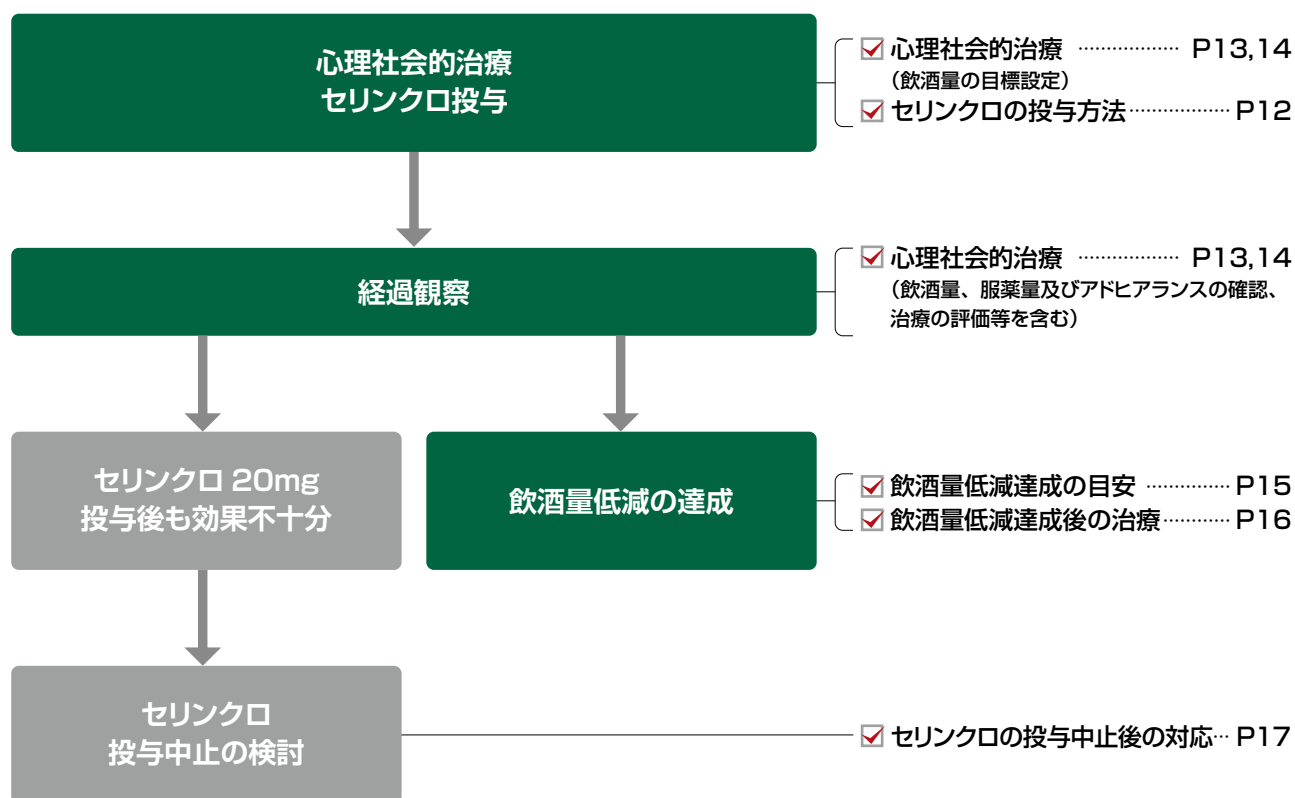 心理社会的治療
セリンクロ投与
心理社会的治療 ……………… P13,14
（飲酒量の目標設定）
セリンクロの投与方法……………… P12
経過観察
心理社会的治療 ……………… P13,14
（飲酒量、服薬量及びアドヒアランスの確認、
治療の評価等を含む）
セリンクロ 20mg
投与後も効果不十分
飲酒量低減の達成
飲酒量低減達成の目安 …………… P15
飲酒量低減達成後の治療………… P16
セリンクロ
投与中止の検討
セリンクロの投与中止後の対応… P17